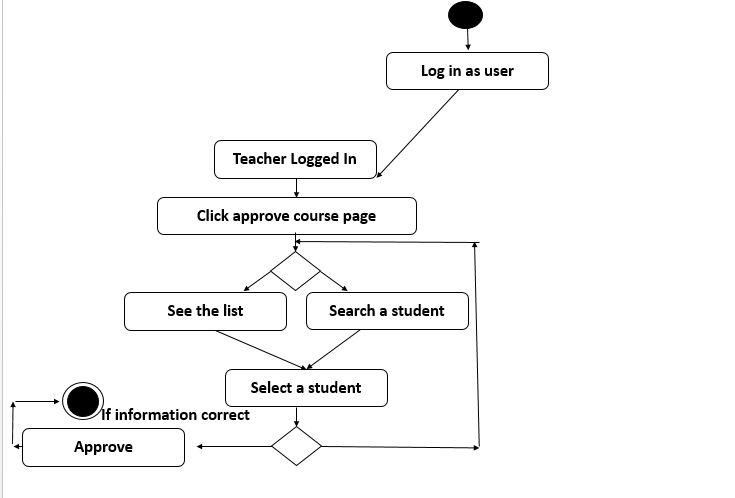 Log in as user
Teacher Logged In
Click approve course page
See the list
Search a student
Select a student
If information correct
Approve